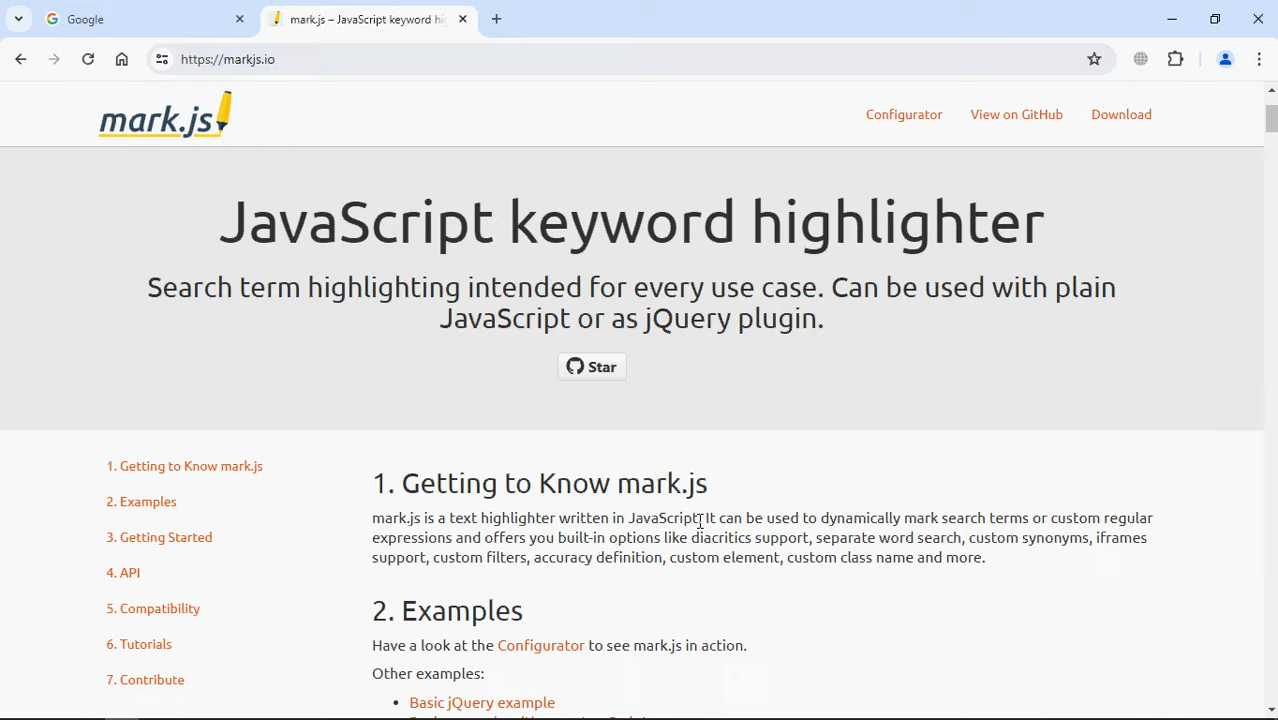 Google
mark.js – JavaScript keyword hi
https://markjs.io
mark.js
Configurator
View on GitHub
Download
JavaScript keyword highlighter
Search term highlighting intended for every use case. Can be used with plain
JavaScript or as jQuery plugin.
Star
1. Getting to Know mark.js
2. Examples
3. Getting Started
4. API
5. Compatibility
6. Tutorials
7. Contribute
1. Getting to Know mark.js
mark.js is a text highlighter written in JavaScript. It can be used to dynamically mark search terms or custom regular
expressions and offers you built-in options like diacritics support, separate word search, custom synonyms, iframes
support, custom filters, accuracy definition, custom element, custom class name and more.
2. Examples
Have a look at the Configurator to see mark.js in action.
Other examples:
• Basic jQuery example